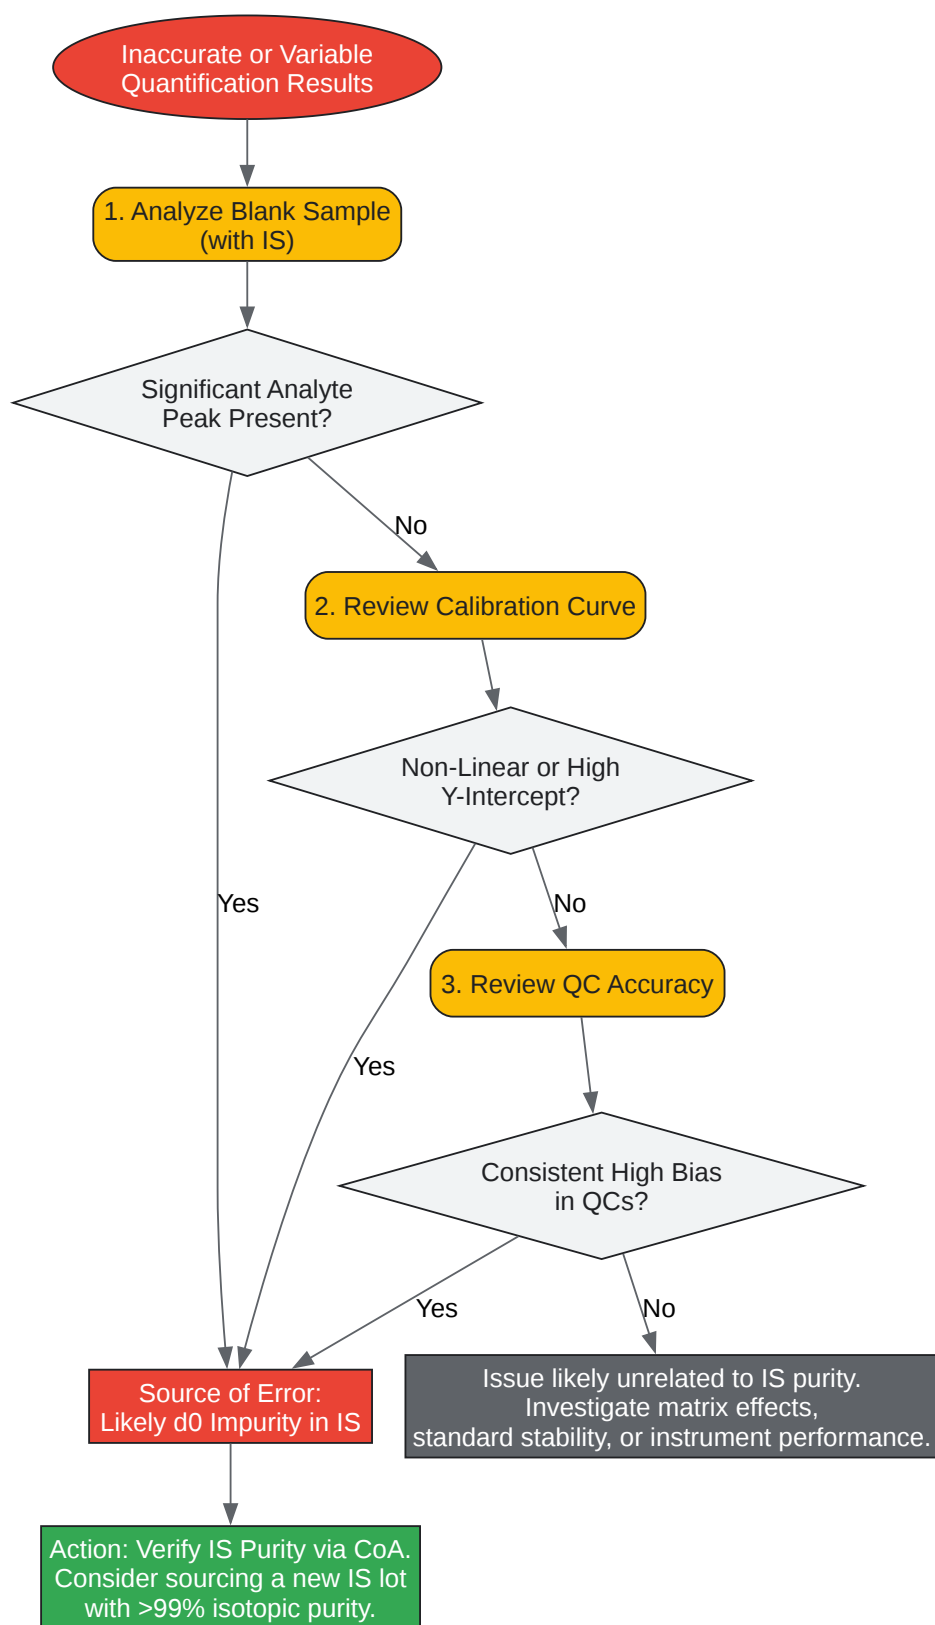 Inaccurate or Variable
Quantification Results
1. Analyze Blank Sample
(with IS)
Significant Analyte
Peak Present?
No
2. Review Calibration Curve
Non-Linear or High
Y-Intercept?
Yes
No
3. Review QC Accuracy
Yes
Consistent High Bias
in QCs?
Yes
No
Source of Error:
Likely d0 Impurity in IS
Issue likely unrelated to IS purity.
Investigate matrix effects,
standard stability, or instrument performance.
Action: Verify IS Purity via CoA.
Consider sourcing a new IS lot
with >99% isotopic purity.